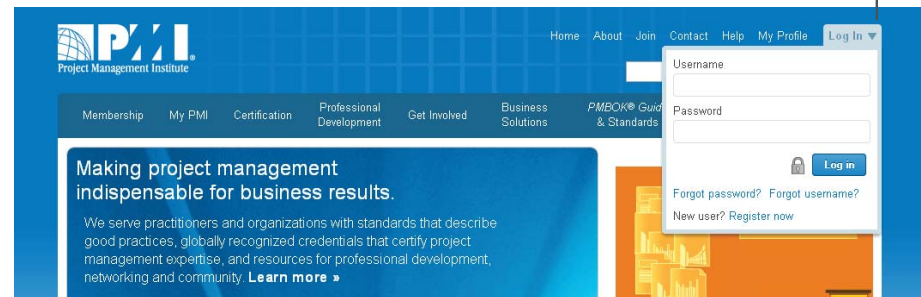 PMI®
Project Management Institute
Home About Join Contact Help My Profile Log In
Username
Password
Log in
Forgot password? Forgot username?
New user? Register now
Membership My PMI Certification Professional Development Get Involved Business Solutions PMBOK® Guid & Standards
Making project management
indispensable for business results.
We serve practitioners and organizations with standards that describe
good practices, globally recognized credentials that certify project
management expertise, and resources for professional development,
networking and community. Learn more »